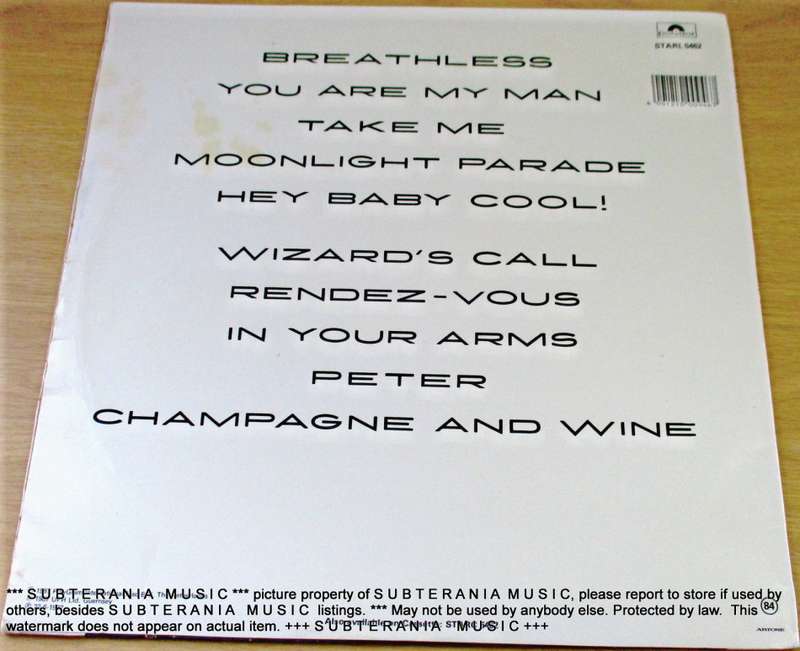 STARL 5462
BREATHLESS
YOU ARE MY MAN
TAKE ME
MOONLIGHT PARADE
HEY BABY COOL!
WIZARD'S CALL
RENDEZ-VOUS
IN YOUR ARMS
PETER
CHAMPAGNE AND WINE
*** SUBTERANIA MUSIC *** picture property of SUBTERANIA MUSIC, please report to store if used by
others, besides SUBTERANIA MUSIC listings. *** May not be used by anybody else. Protected by law. This
84
watermark does not appear on actual item. +++ SUBTERANIA MUSIC +++
ARTONE